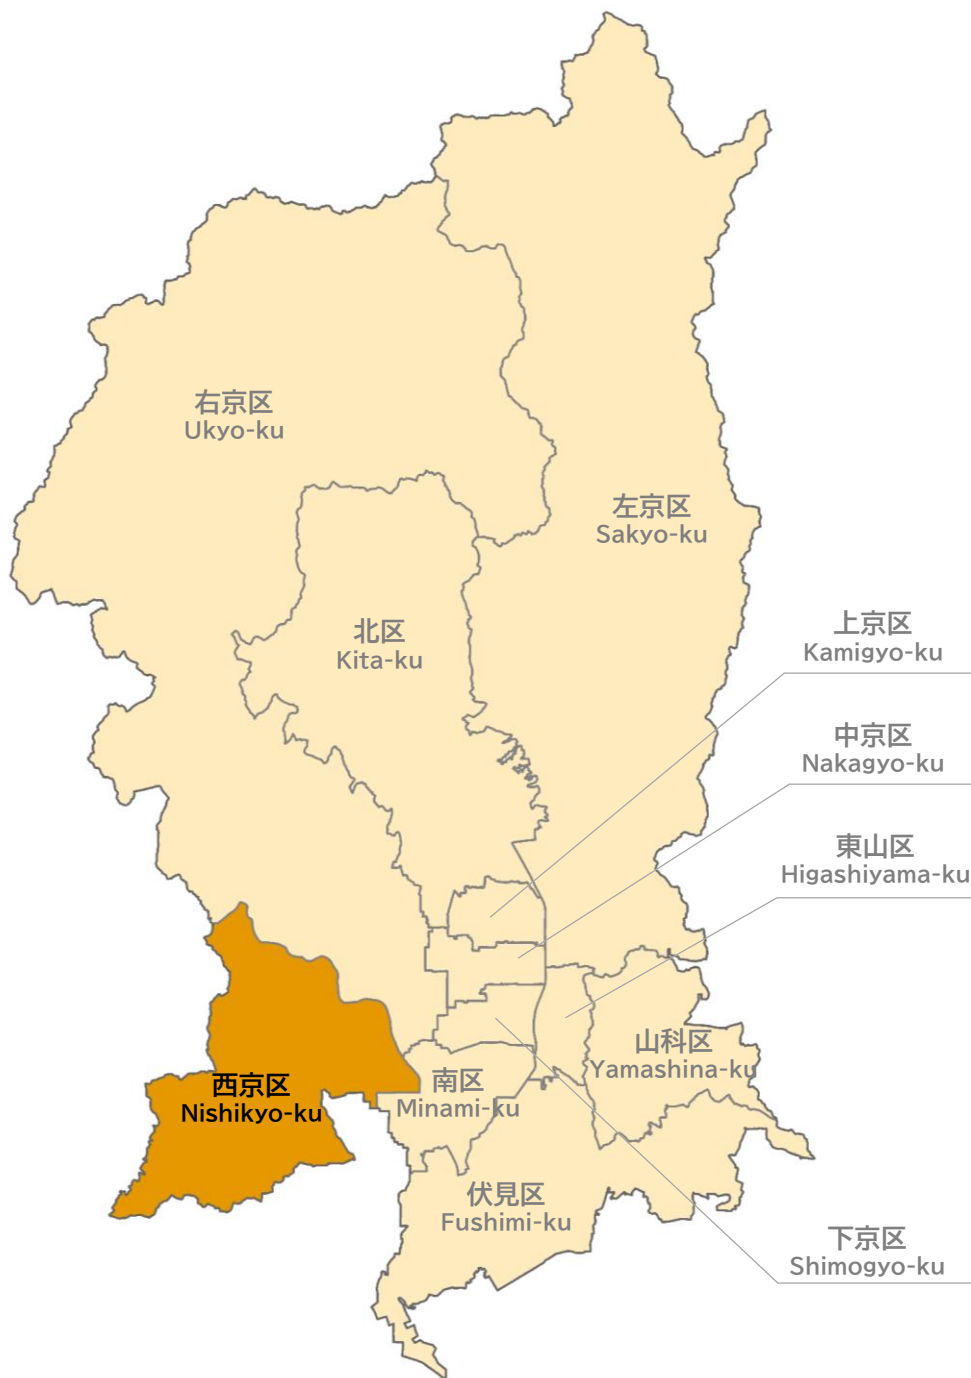 右京区
Ukyo-ku
左京区
Sakyo-ku
北区
Kita-ku
上京区
Kamigyo-ku
中京区
Nakagyo-ku
東山区
Higashiyama-ku
山科区
Yamashina-ku
南区
Minami-ku
西京区
Nishikyo-ku
伏見区
Fushimi-ku
下京区
Shimogyo-ku